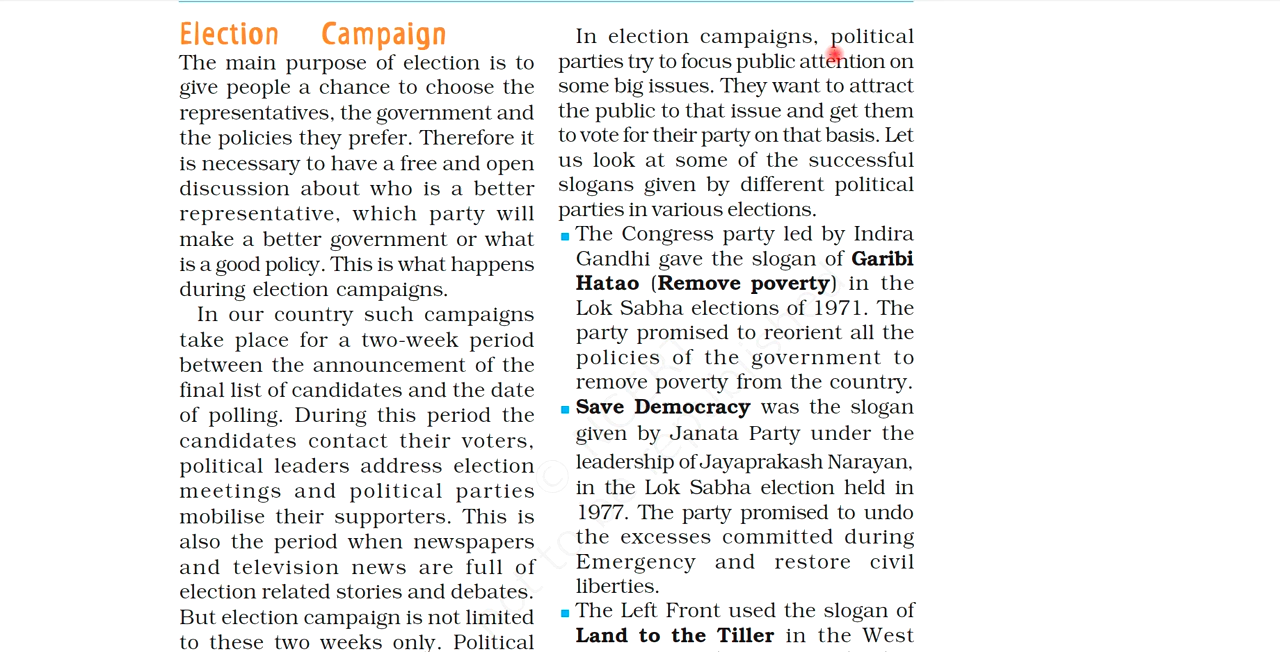 Election Campaign
The main purpose of election is to
give people a chance to choose the
representatives, the government and
the policies they prefer. Therefore it
is necessary to have a free and open
discussion about who is a better
representative, which party will
make a better government or what
is a good policy. This is what happens
during election campaigns.
In our country such campaigns
take place for a two-week period
between the announcement of the
final list of candidates and the date
of polling. During this period the
candidates contact their voters,
political leaders address election
meetings and political parties
mobilise their supporters. This is
also the period when newspapers
and television news are full of
election related stories and debates.
But election campaign is not limited
to these two weeks only. Political
In election campaigns, political
parties try to focus public attention on
some big issues. They want to attract
the public to that issue and get them
to vote for their party on that basis. Let
us look at some of the successful
slogans given by different political
parties in various elections.
The Congress party led by Indira
Gandhi gave the slogan of Garibi
Hatao (Remove poverty) in the
Lok Sabha elections of 1971. The
party promised to reorient all the
policies of the government to
remove poverty from the country.
Save Democracy was the slogan
given by Janata Party under the
leadership of Jayaprakash Narayan,
in the Lok Sabha election held in
1977. The party promised to undo
the excesses committed during
Emergency and restore civil
liberties.
The Left Front used the slogan of
Land to the Tiller in the West